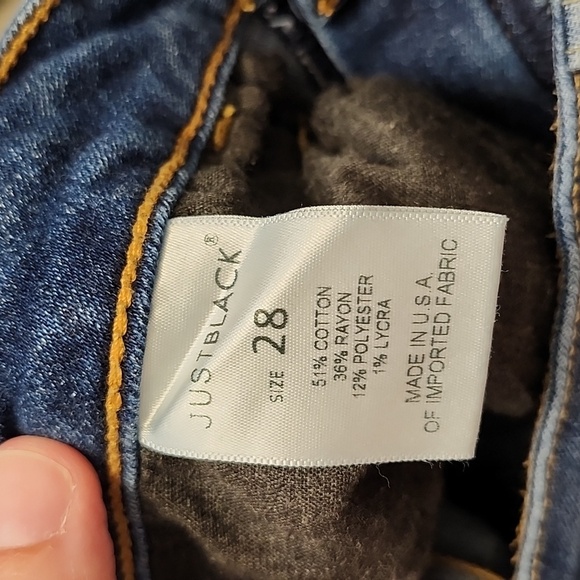 JUSTBLACK®
SIZE 28
51% COTTON
36% RAYON
12% POLYESTER
1% LYCRA
MADE IN U.S.A.
OF IMPORTED FABRIC